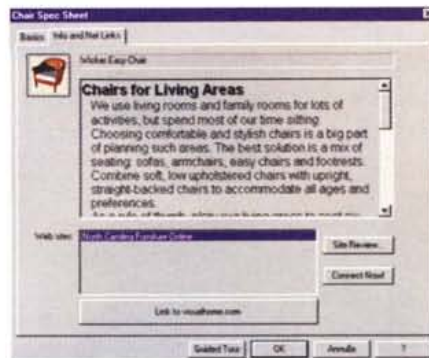 Chair Spec Sheet
Basics Info and Net Links
Wicker Easy Chair
Chairs for Living Areas
We use living rooms and family rooms for lots of
activities, but spend most of our time sitting.
Choosing comfortable and stylish chairs is a big part
of planning such areas. The best solution is a mix of
seating: sofas, armchairs, easy chairs and footrests.
Combine soft, low upholstered chairs with upright,
straight-backed chairs to accommodate all ages and
preferences.
Web sites:
North Carolina Furniture Online
Site Review...
Connect Now!
Link to visualhome.com
Guided Tour
OK
Annulla
?